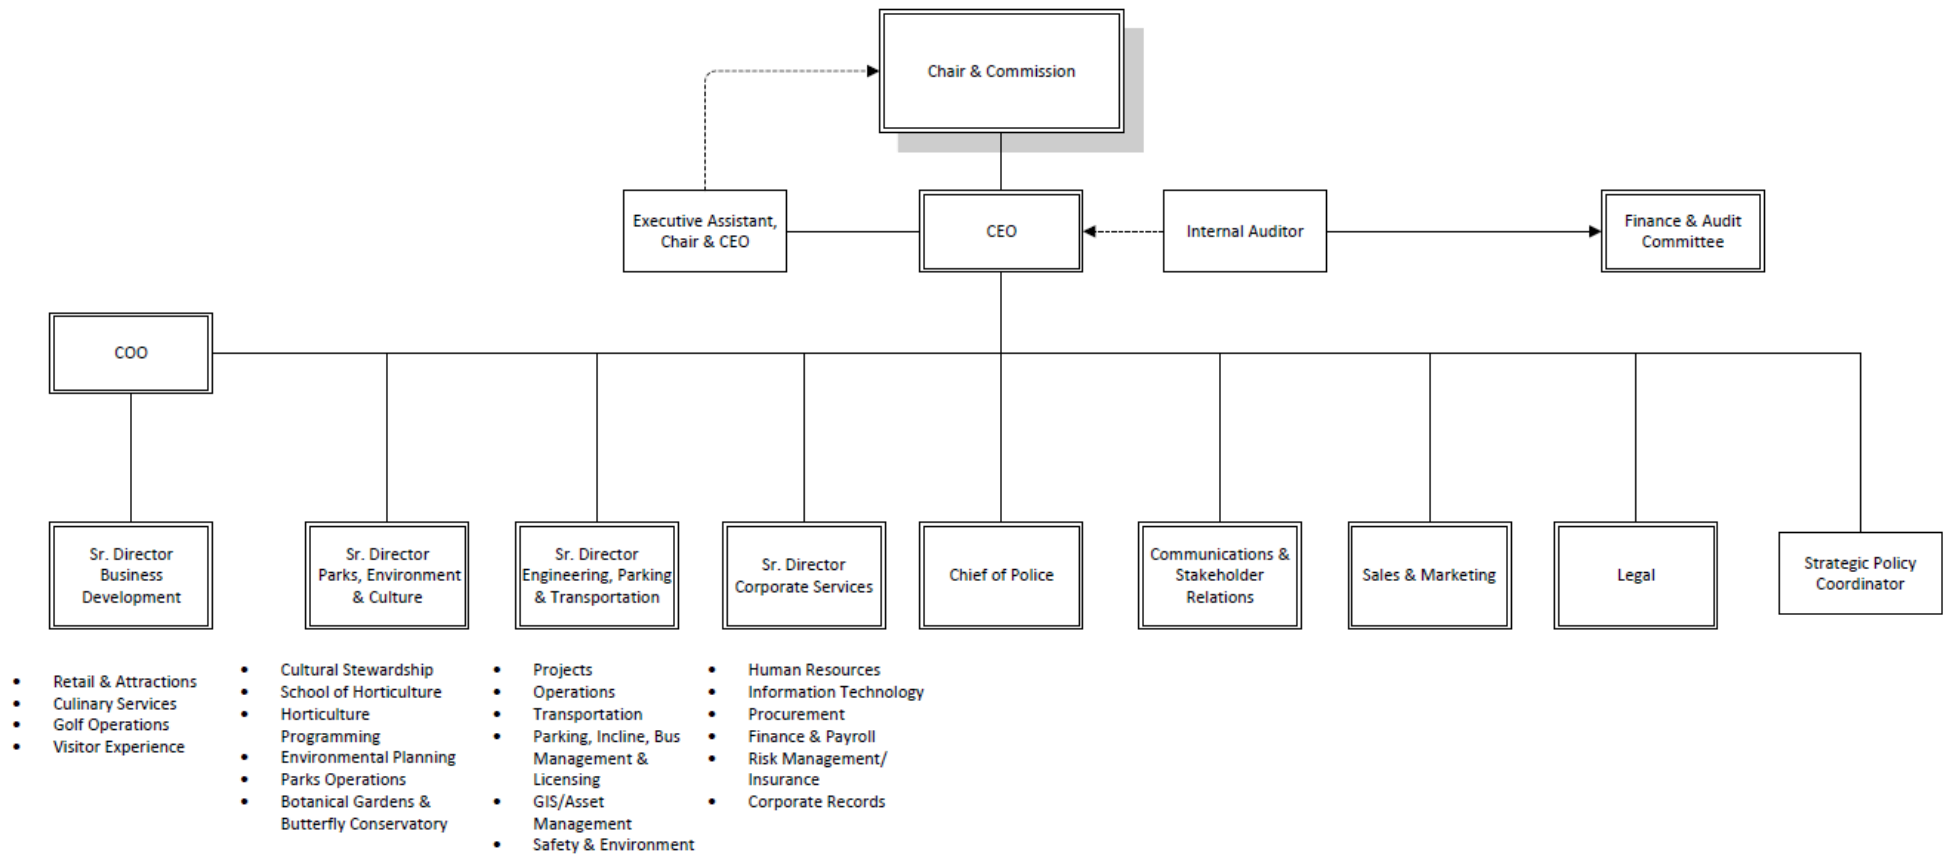 Chair & Commission
Executive Assistant,
Chair & CEO
CEO
Internal Auditor
Finance & Audit
Committee
COO
Sr. Director
Business
Development
Sr. Director
Parks, Environment
& Culture
Sr. Director
Engineering, Parking
& Transportation
Sr. Director
Corporate Services
Chief of Police
Communications &
Stakeholder
Relations
Sales & Marketing
Legal
Strategic Policy
Coordinator
• Retail & Attractions
• Culinary Services
• Golf Operations
• Visitor Experience
• Cultural Stewardship
• School of Horticulture
• Horticulture
Programming
• Environmental Planning
• Parks Operations
• Botanical Gardens &
Butterfly Conservatory
• Projects
• Operations
• Transportation
• Parking, Incline, Bus
Management &
Licensing
• GIS/Asset
Management
• Safety & Environment
• Human Resources
• Information Technology
• Procurement
• Finance & Payroll
• Risk Management/
Insurance
• Corporate Records